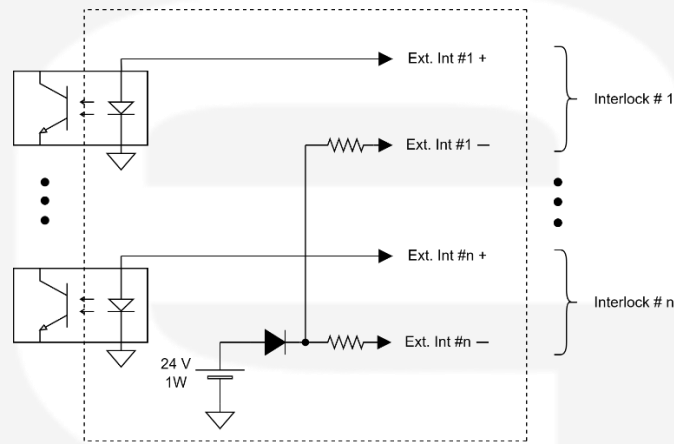 Ext. Int #1 +
Interlock # 1
Ext. Int #1 —
Ext. Int #n +
Interlock # n
Ext. Int #n —
24 V
1W